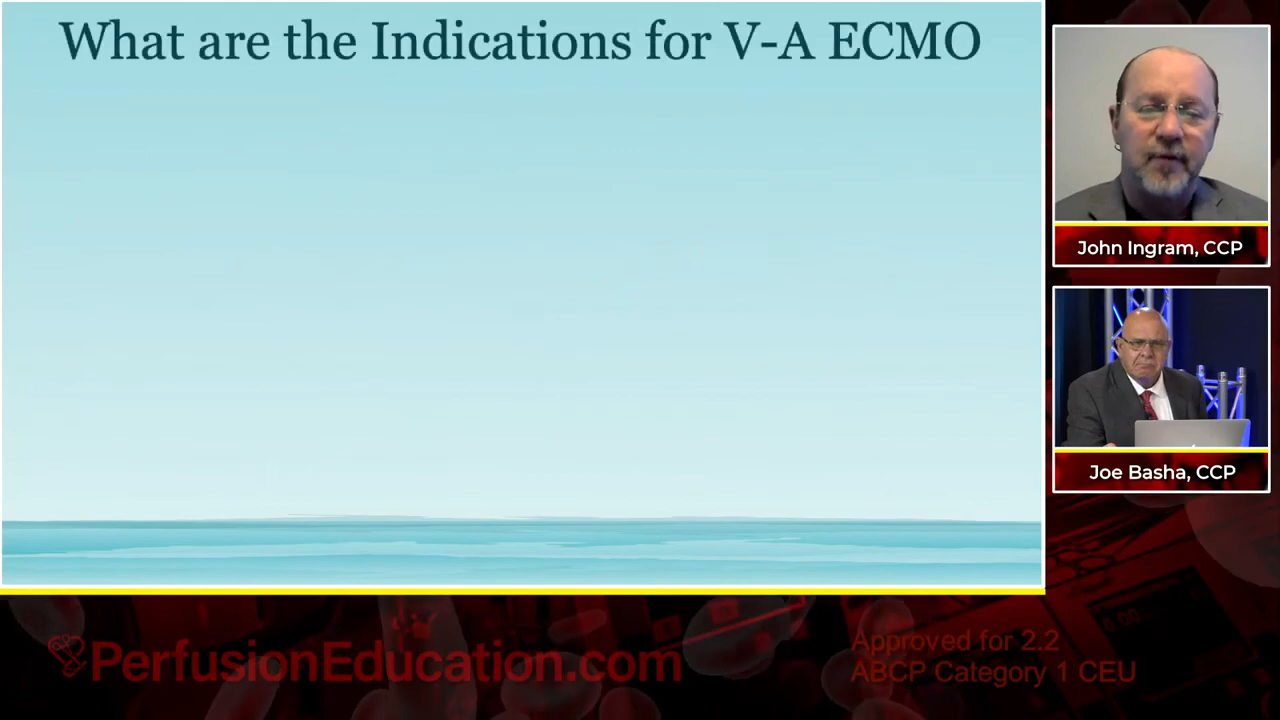 What are the Indications for V-A ECMO
John Ingram, CCP
Joe Basha, CCP
PerfusionEducation.com
Approved for 2.2
ABCP Category 1 CEU